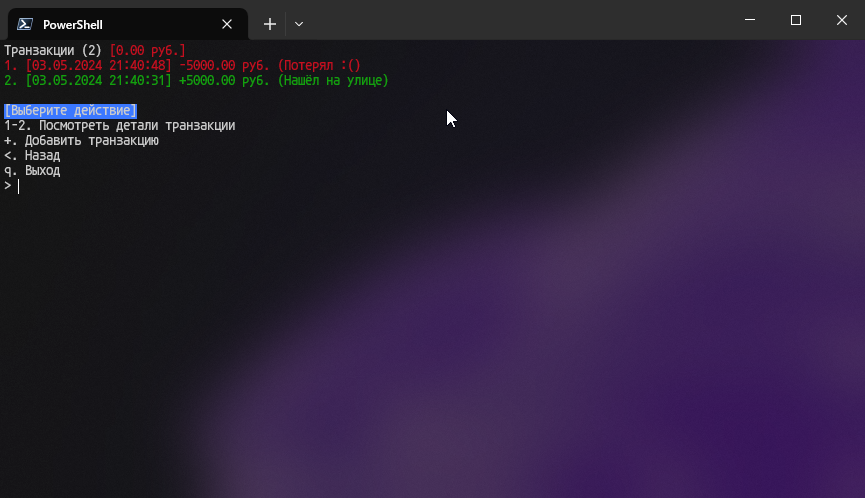 PowerShell
Транзакции (2) [0.00 руб.]
1. [03.05.2024 21:40:48] -5000.00 руб. (Потерял :()
2. [03.05.2024 21:40:31] +5000.00 руб. (Нашёл на улице)
[Выберите действие]
1-2. Посмотреть детали транзакции
+. Добавить транзакцию
<. Назад
q. Выход
>